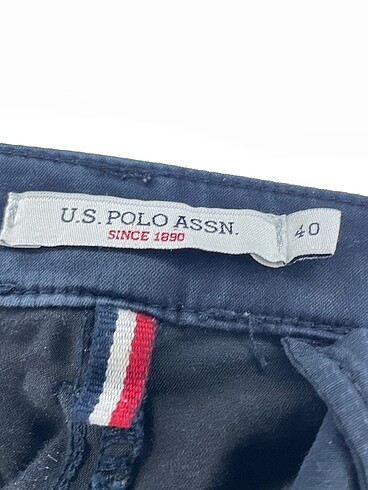 U.S. POLO ASSN.
SINCE 1890
40